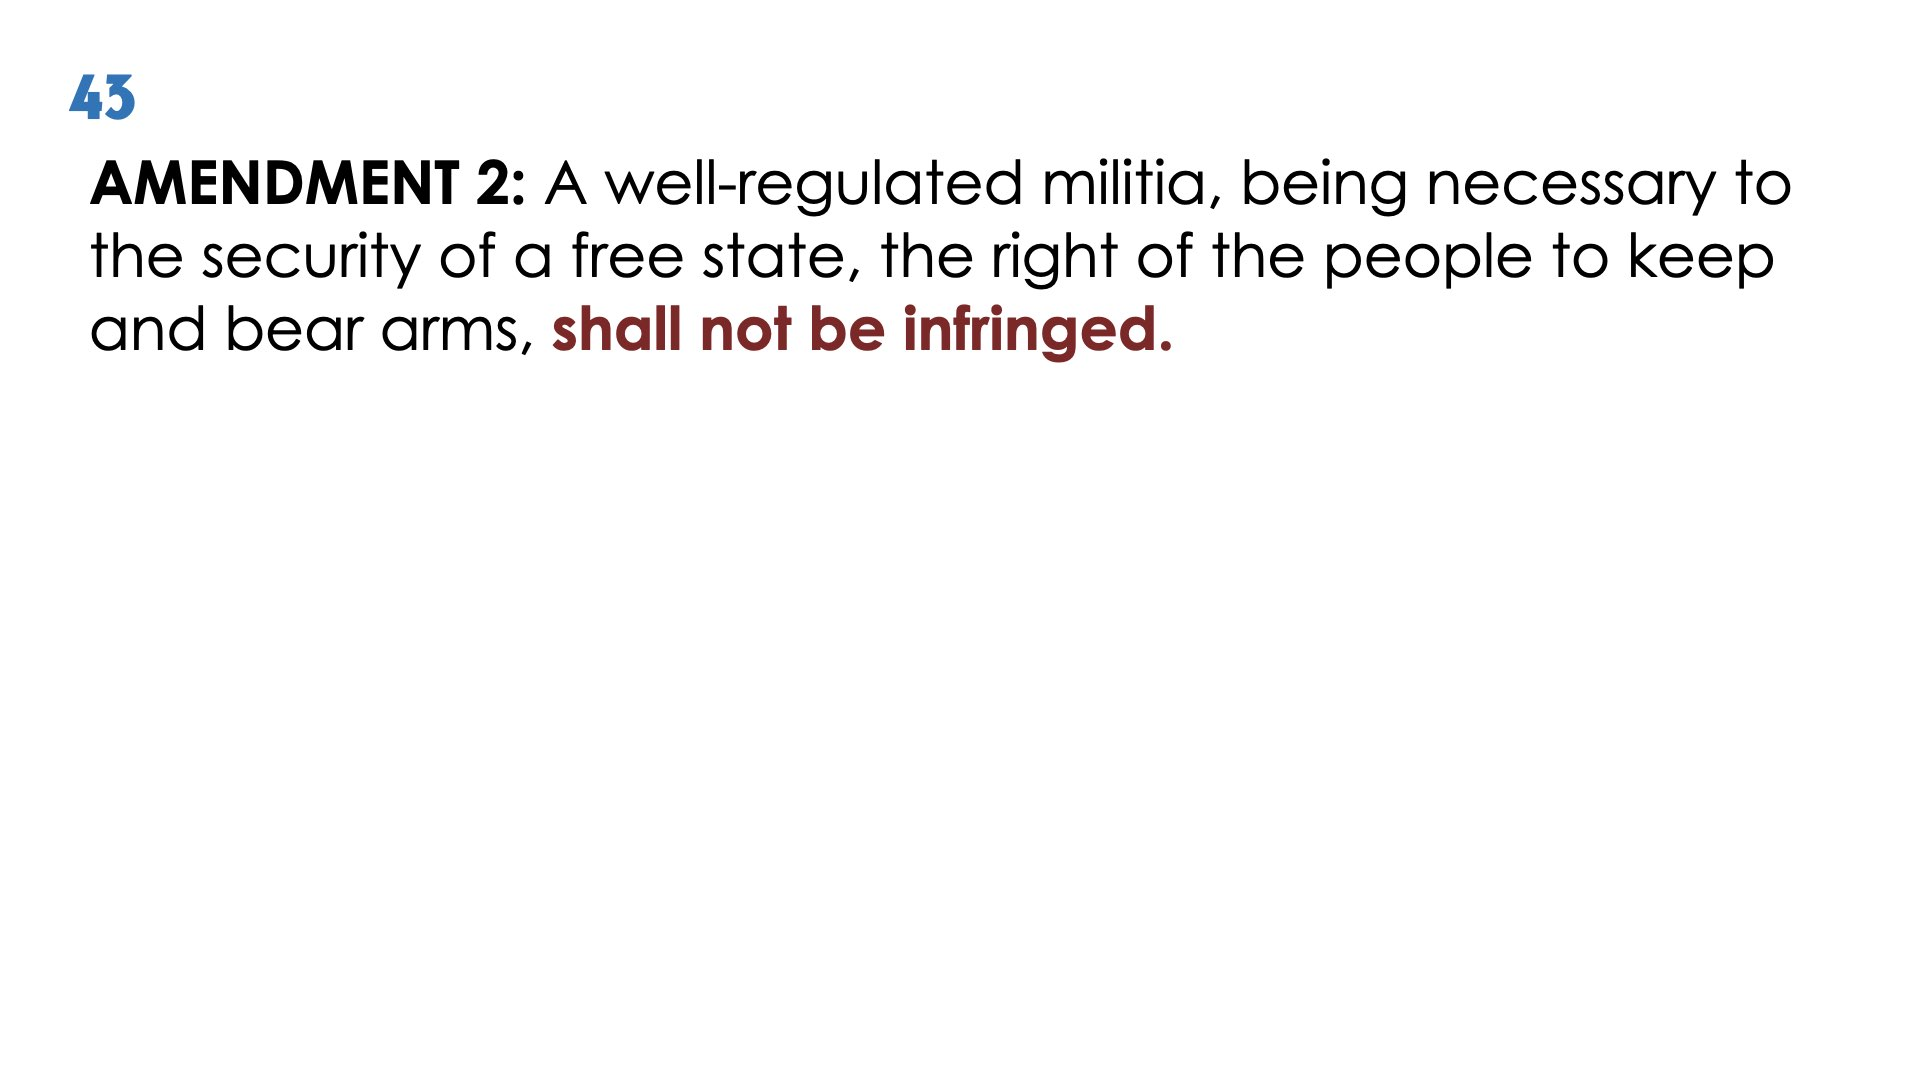 43
AMENDMENT 2: A well-regulated militia, being necessary to
the security of a free state, the right of the people to keep
and bear arms, shall not be infringed.